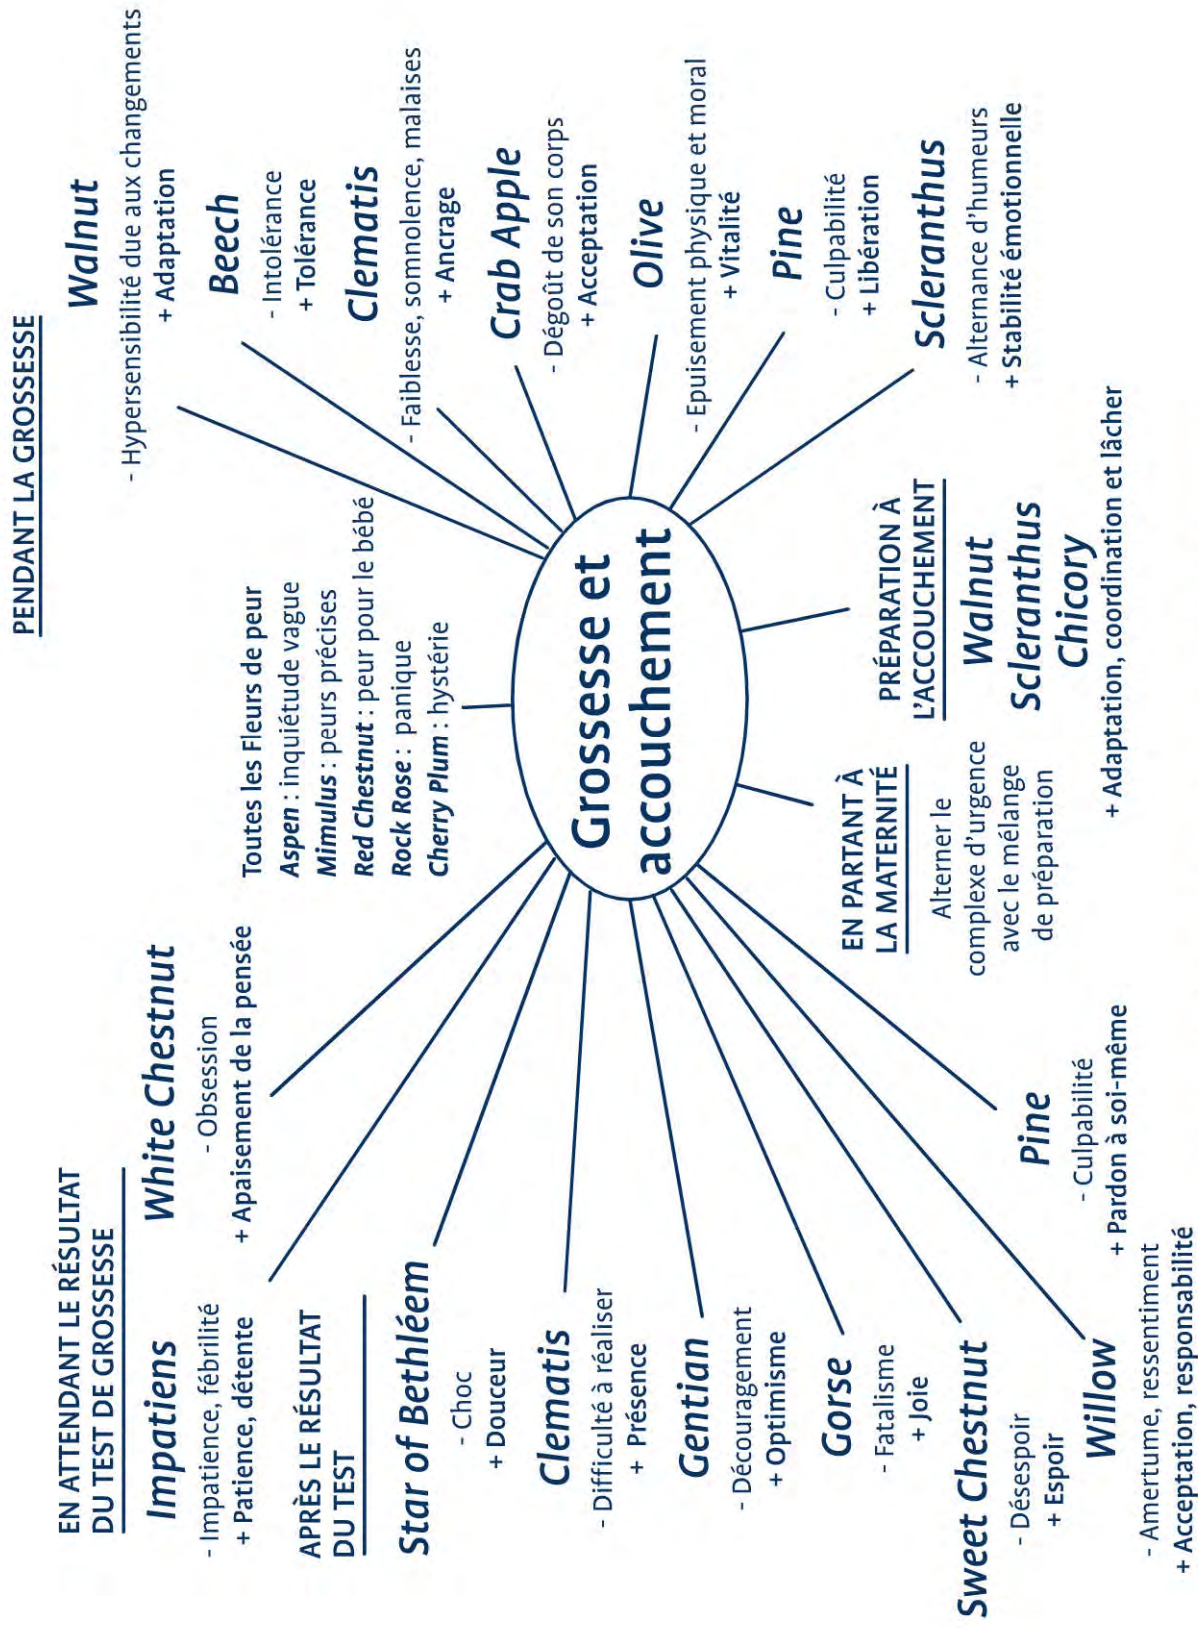 EN ATTENDANT LE RÉSULTAT
DU TEST DE GROSSESSE
Impatiens
- Impatience, fébrilité
+ Patience, détente
White Chestnut
- Obsession
+ Apaisement de la pensée
APRÈS LE RÉSULTAT
DU TEST
Star of Bethléem
- Choc
+ Douceur
Clematis
- Difficulté à réaliser
+ Présence
Gentian
- Découragement
+ Optimisme
Gorse
- Fatalisme
+ Joie
Sweet Chestnut
- Désespoir
+ Espoir
Willow
- Amertume, ressentiment
+ Acceptation, responsabilité
Pine
- Culpabilité
+ Pardon à soi-même
Toutes les Fleurs de peur
Aspen : inquiétude vague
Mimulus : peurs précises
Red Chestnut : peur pour le bébé
Rock Rose : panique
Cherry Plum : hystérie
Grossesse et
accouchement
EN PARTANT À
LA MATERNITÉ
Alterner le
complexe d'urgence
avec le mélange
de préparation
PRÉPARATION À
L'ACCOUCHEMENT
Walnut
Scleranthus
Chicory
+ Adaptation, coordination et lâcher
PENDANT LA GROSSESSE
Walnut
- Hypersensibilité due aux changements
+ Adaptation
Beech
- Intolérance
+ Tolérance
Clematis
- Faiblesse, somnolence, malaises
+ Ancrage
Crab Apple
- Dégoût de son corps
+ Acceptation
Olive
- Epuisement physique et moral
+ Vitalité
Pine
- Culpabilité
+ Libération
Scleranthus
- Alternance d'humeurs
+ Stabilité émotionnelle